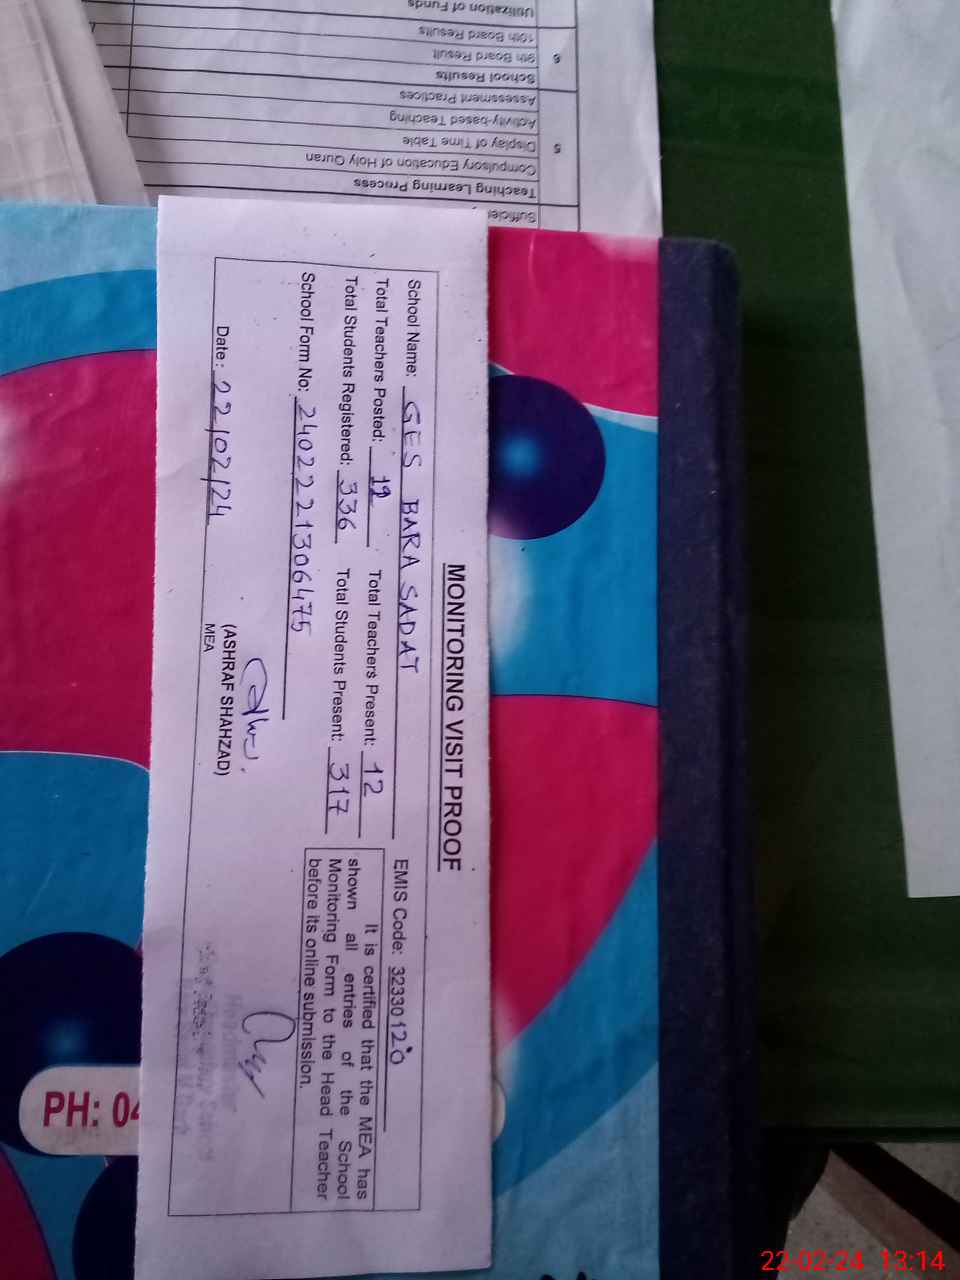 MONITORING VISIT PROOF
School Name: GES BARA SADAT EMIS Code: 32330120
Total Teachers Posted: 12 Total Teachers Present: 12
Total Students Registered: 336 Total Students Present: 317
School Form No: 2402221306475
It is certified that the MEA has
shown all entries of the School
Monitoring Form to the Head Teacher
before its online submission.
Date: 22/02/24
(ASHRAF SHAHZAD)
MEA
Headmaster
PH: 04
Teaching Learning Process
Compulsory Education of Holy Quran
5 Display of Time Table
Activity-based Teaching
Assessment Practices
School Results
6 9th Board Result
10th Board Results
Utilization of Funds
22-02-24 13:14